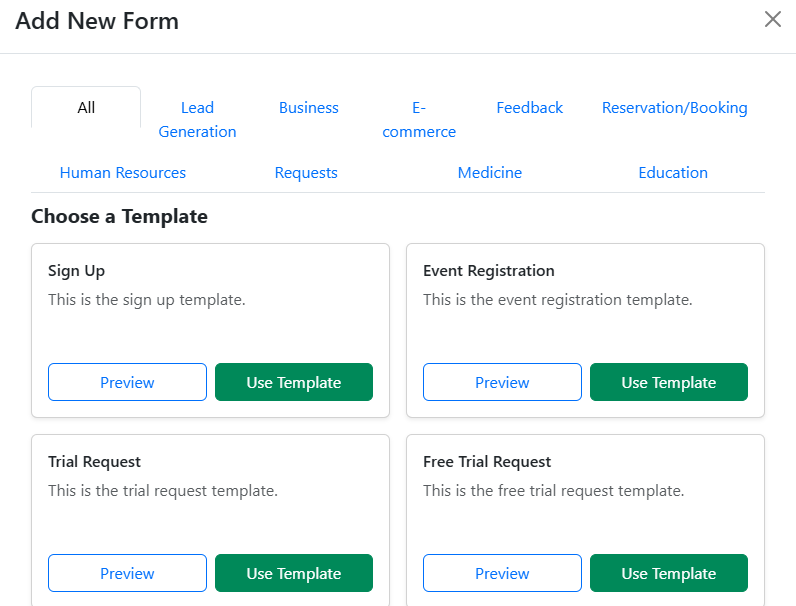 Add New Form
All
Lead
Generation
Business
E-
commerce
Feedback
Reservation/Booking
Human Resources
Requests
Medicine
Education
Choose a Template
Sign Up
This is the sign up template.
Preview
Use Template
Event Registration
This is the event registration template.
Preview
Use Template
Trial Request
This is the trial request template.
Preview
Use Template
Free Trial Request
This is the free trial request template.
Preview
Use Template